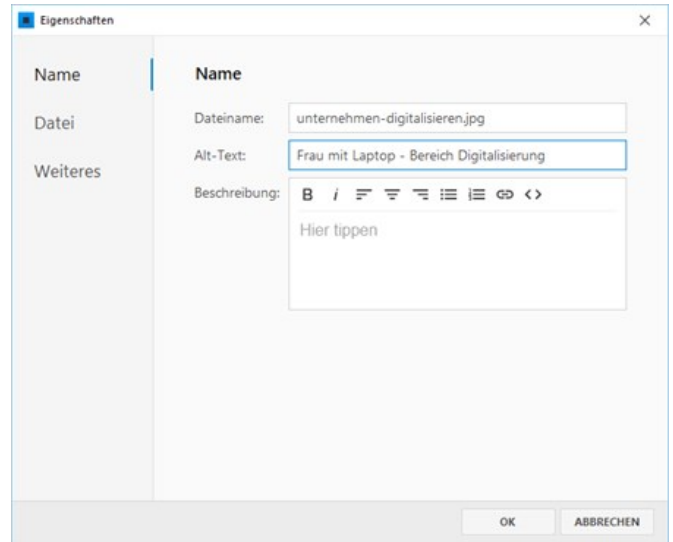 Eigenschaften
Name
Datei
Weiteres
Name
Dateiname: unternehmen-digitalisieren.jpg
Alt-Text: Frau mit Laptop - Bereich Digitalisierung
Beschreibung: B i
Hier tippen
OK ABBRECHEN